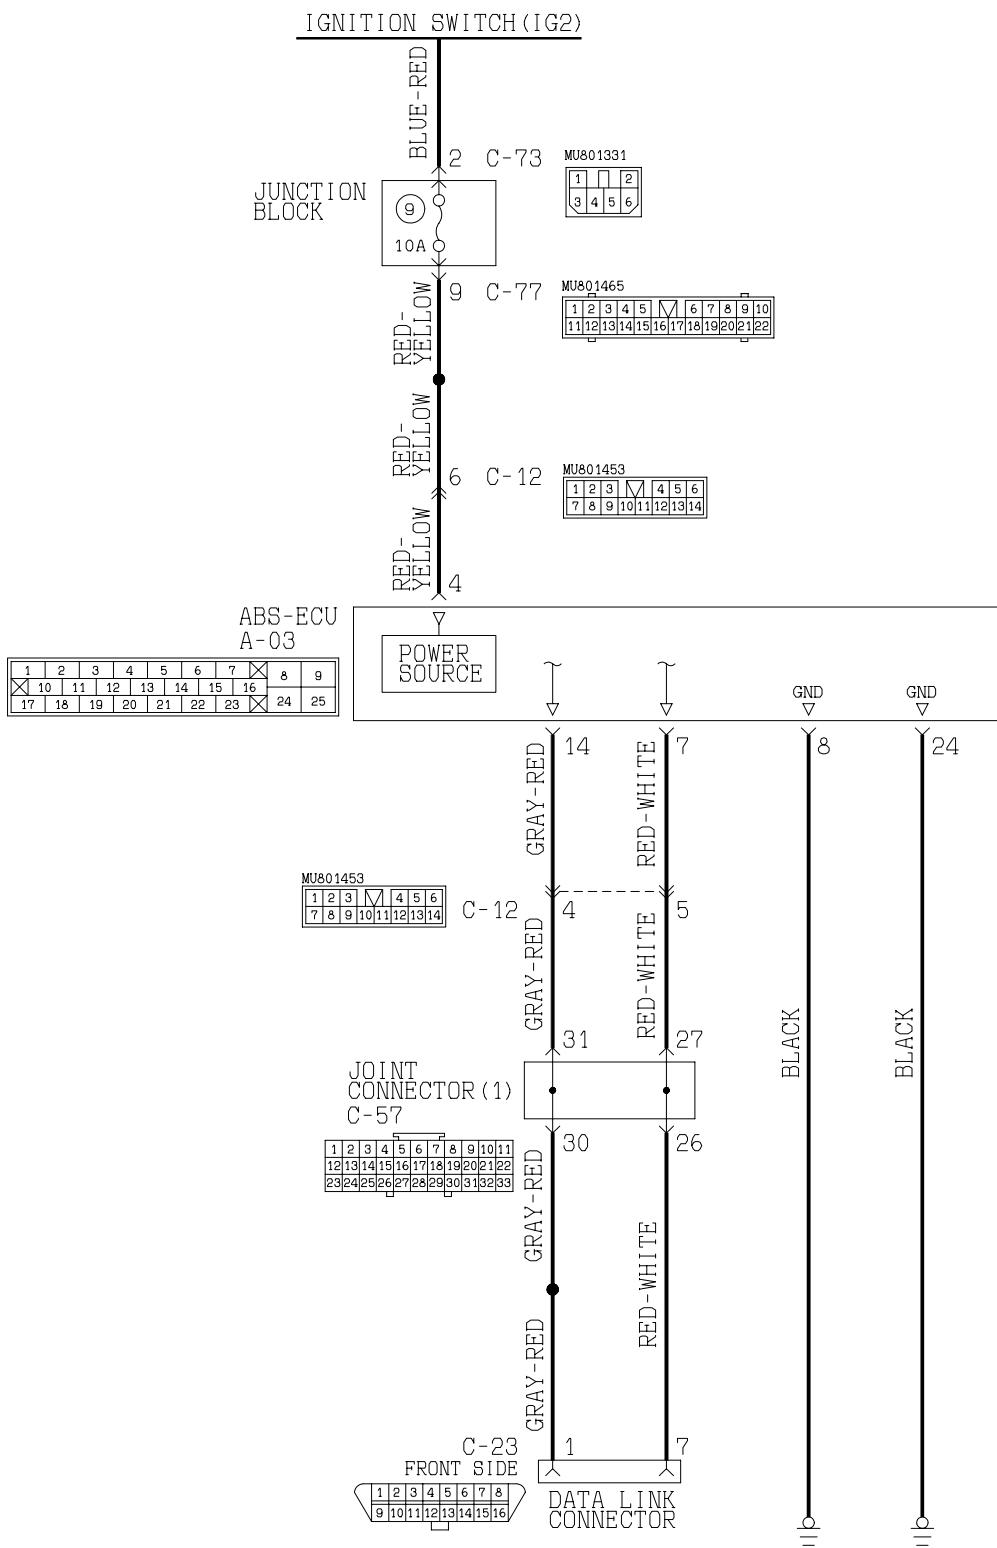 IGNITION SWITCH(IG2)
BLUE-RED
2 C-73 MU801331
1 2
3 4 5 6
JUNCTION
BLOCK
9
10A
9 C-77 MU801465
1 2 3 4 5 6 7 8 9 10
11 12 13 14 15 16 17 18 19 20 21 22
RED-
YELLOW
RED-
YELLOW
6 C-12 MU801453
1 2 3 4 5 6
7 8 9 10 11 12 13 14
RED-
YELLOW
4
ABS-ECU
A-03
1 2 3 4 5 6 7 8 9
10 11 12 13 14 15 16
17 18 19 20 21 22 23 24 25
POWER
SOURCE
GND GND
14 7 8 24
GRAY-RED RED-WHITE
MU801453
1 2 3 4 5 6
7 8 9 10 11 12 13 14
C-12 4 5
GRAY-RED RED-WHITE BLACK BLACK
31 27
JOINT
CONNECTOR(1)
C-57
1 2 3 4 5 6 7 8 9 10 11
12 13 14 15 16 17 18 19 20 21 22
23 24 25 26 27 28 29 30 31 32 33
30 26
GRAY-RED RED-WHITE
GRAY-RED
C-23 1 7
FRONT SIDE
1 2 3 4 5 6 7 8
9 10 11 12 13 14 15 16
DATA LINK
CONNECTOR